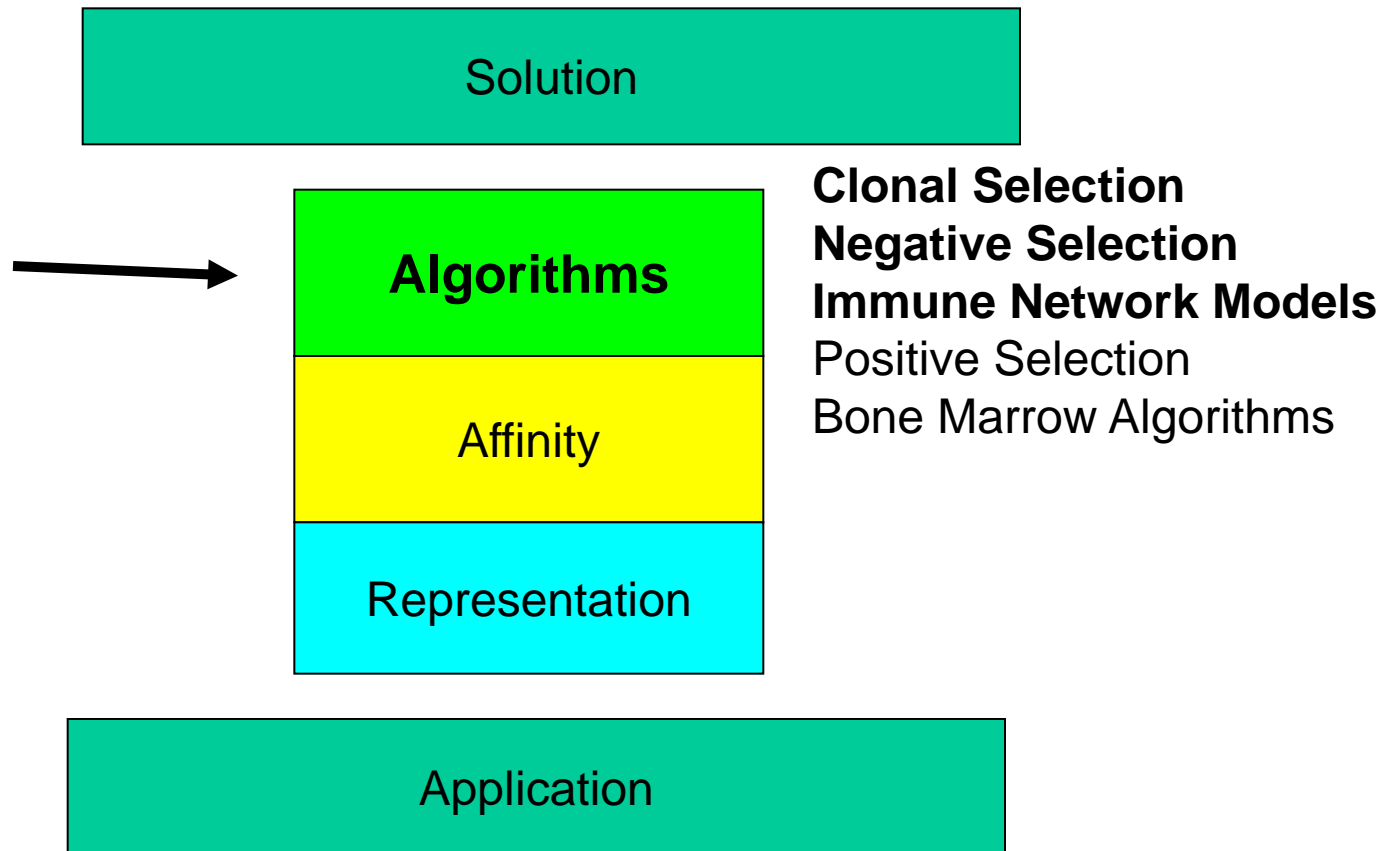 Solution
Algorithms
Clonal Selection
Negative Selection
Immune Network Models
Positive Selection
Bone Marrow Algorithms
Affinity
Representation
Application